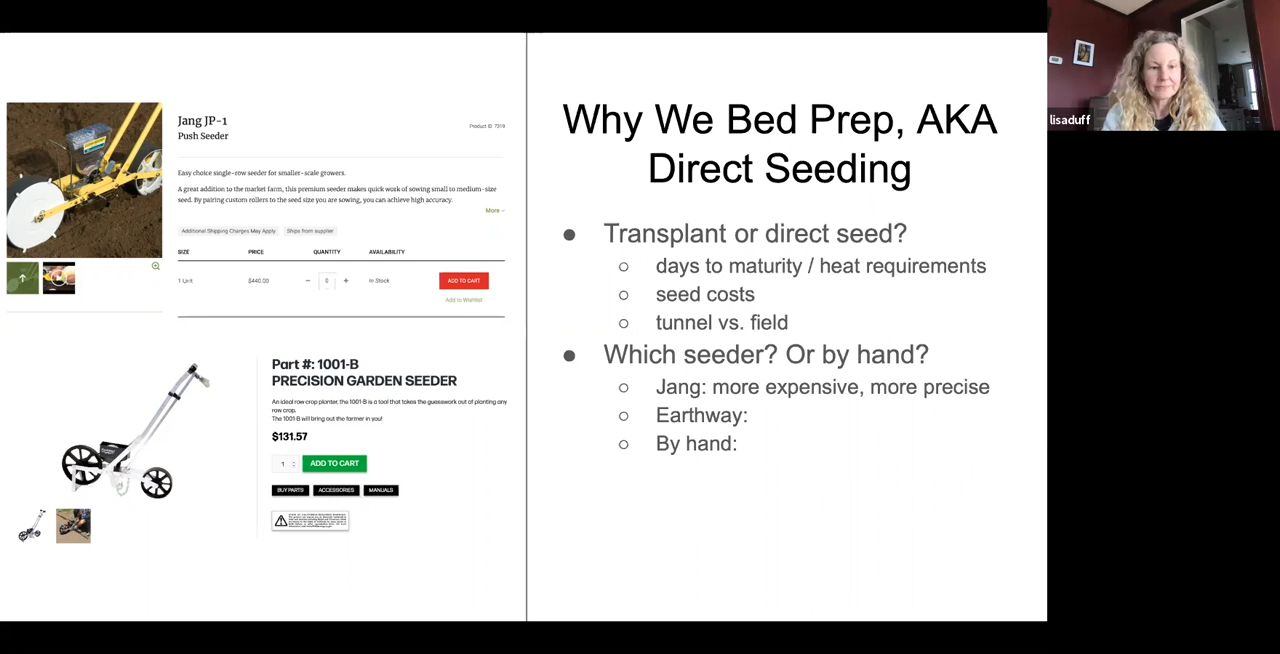 Jang JP-1
Push Seeder
Product ID: 7319
Easy choice single-row seeder for smaller-scale growers.
A great addition to the market farm, this premium seeder makes quick work of sowing small to medium-size
seed. By pairing custom rollers to the seed size you are sowing, you can achieve high accuracy.
More
Additional Shipping Charges May Apply
Ships from supplier
SIZE PRICE QUANTITY AVAILABILITY
1 Unit $440.00 − 0 + In Stock ADD TO CART
Add to Wishlist
Part #: 1001-B
PRECISION GARDEN SEEDER
An ideal row crop planter, the 1001-B is a tool that takes the guesswork out of planting any
row crop.
The 1001-B will bring out the farmer in you!
$131.57
1 ADD TO CART
BUY PARTS ACCESSORIES MANUALS
Why We Bed Prep, AKA
Direct Seeding
● Transplant or direct seed?
○ days to maturity / heat requirements
○ seed costs
○ tunnel vs. field
● Which seeder? Or by hand?
○ Jang: more expensive, more precise
○ Earthway:
○ By hand:
lisaduff